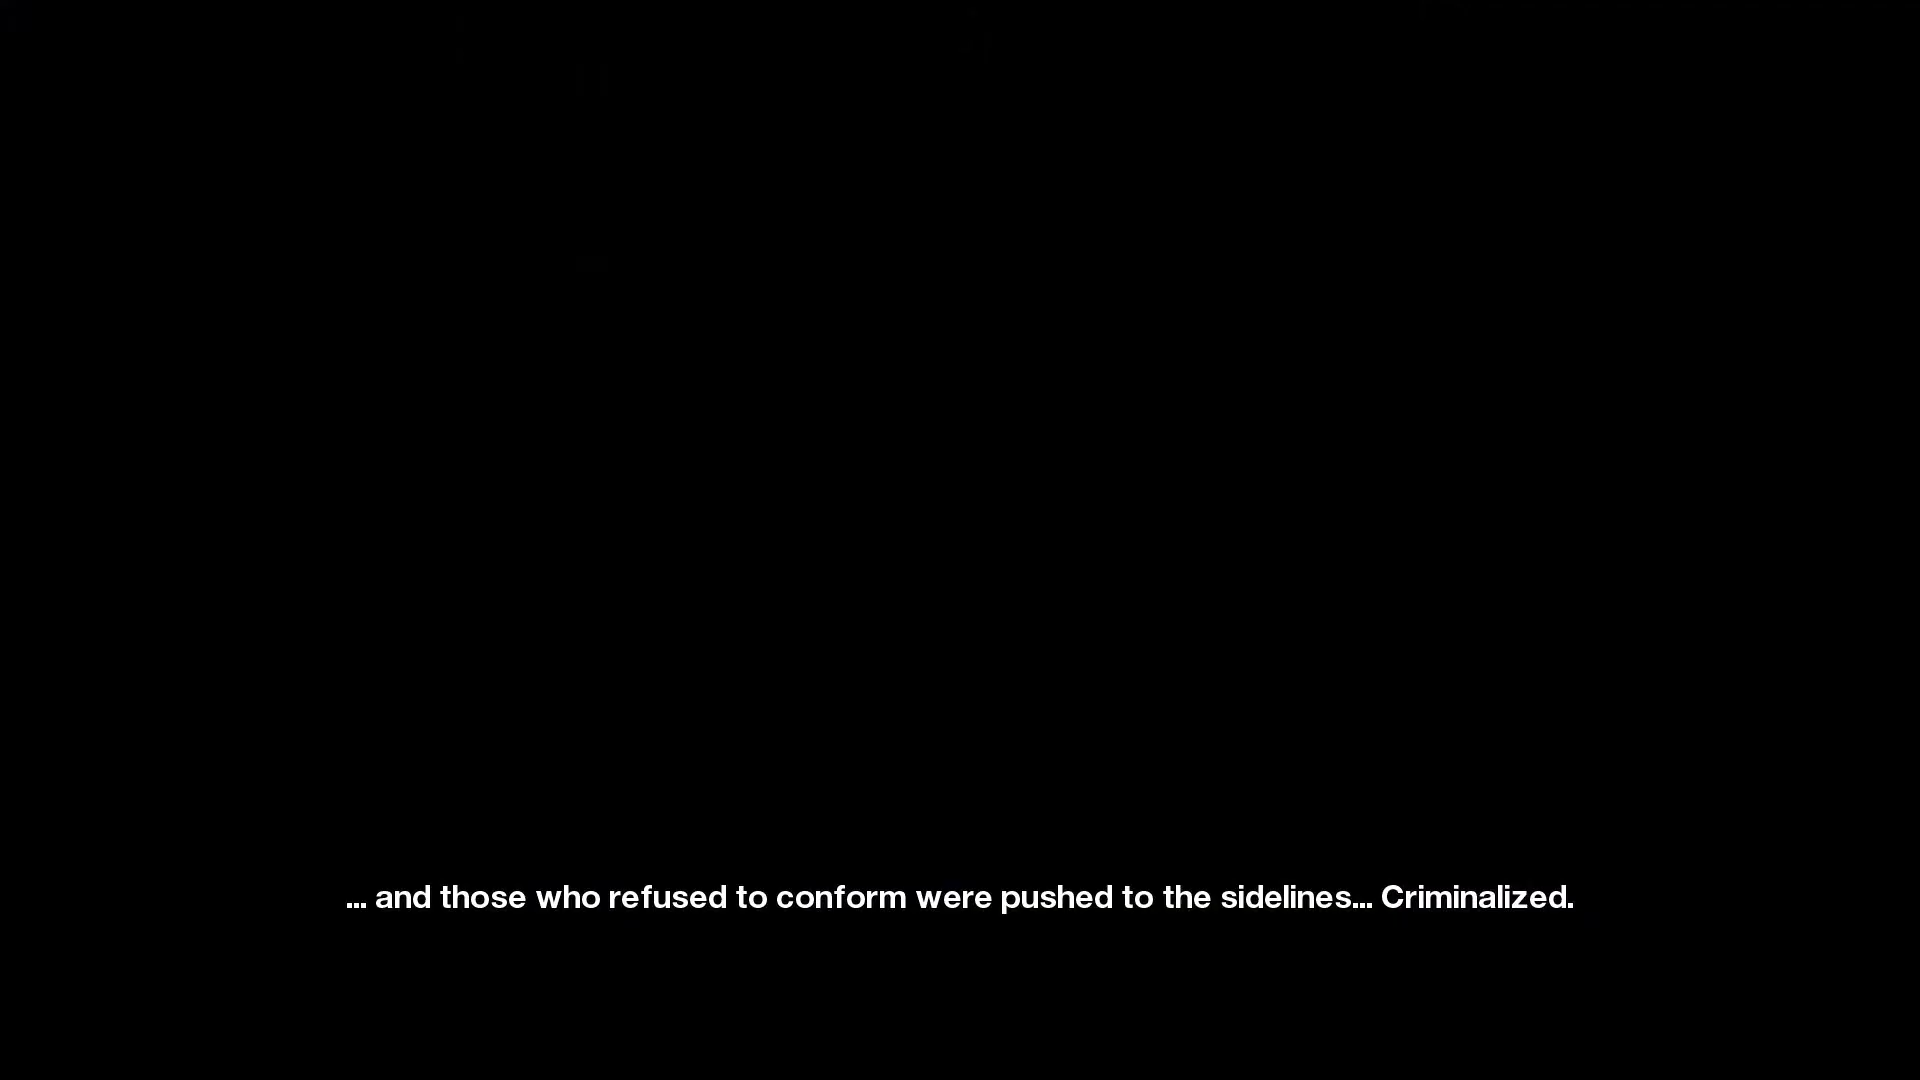 ... and those who refused to conform were pushed to the sidelines... Criminalized.